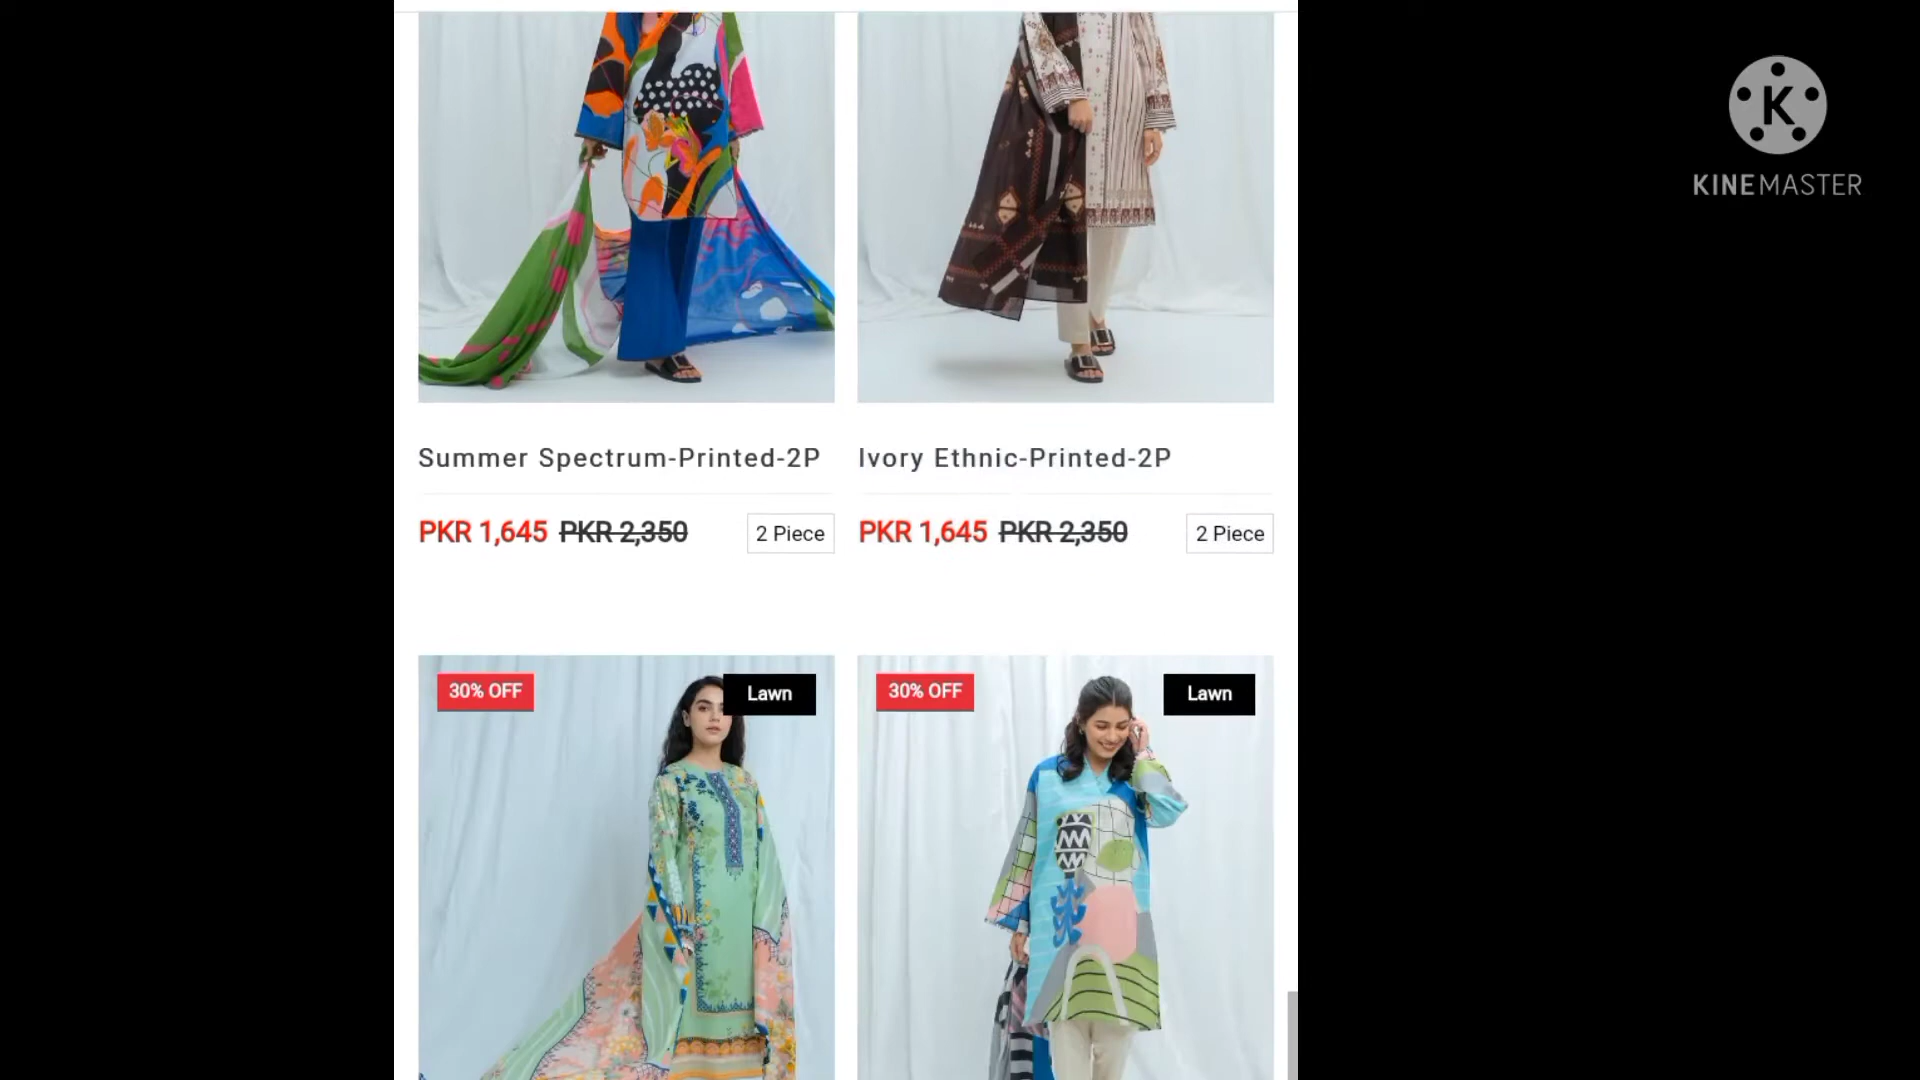 KINEMASTER
Summer Spectrum-Printed-2P
PKR 1,645 PKR 2,350 2 Piece
Ivory Ethnic-Printed-2P
PKR 1,645 PKR 2,350 2 Piece
30% OFF Lawn
30% OFF Lawn